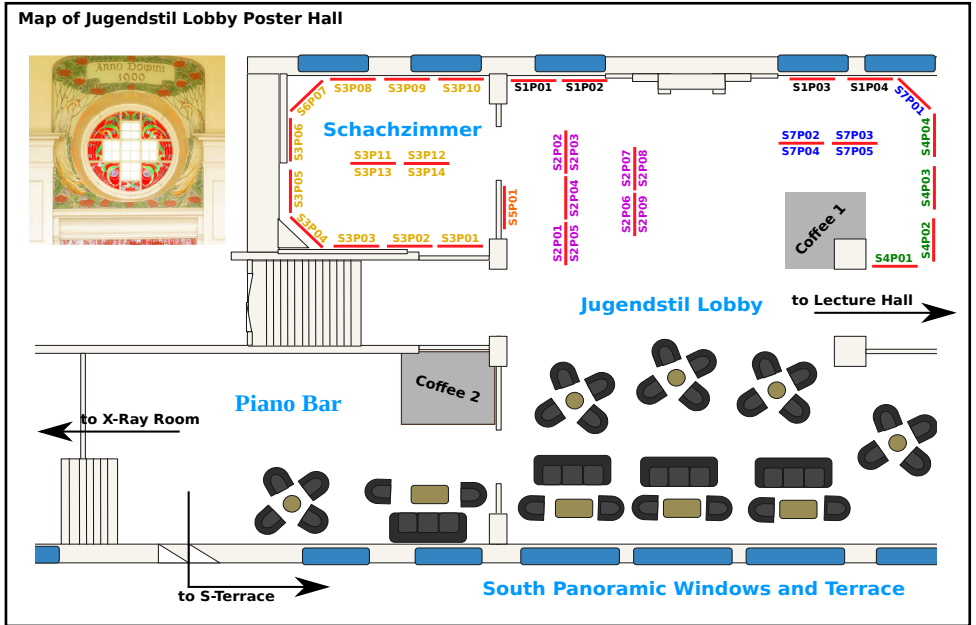 Map of Jugendstil Lobby Poster Hall
Anno Domini
1900
S6P07
S3P08
S3P09
S3P10
S1P01
S1P02
S1P03
S1P04
S7P01
Schachzimmer
S3P06
S3P05
S3P11
S3P12
S3P13
S3P14
S3P04
S3P03
S3P02
S3P01
S5P01
S2P02
S2P03
S2P04
S2P01
S2P05
S2P07
S2P08
S2P06
S2P09
S7P02
S7P03
S7P04
S7P05
S4P04
S4P03
S4P02
S4P01
Coffee 1
Jugendstil Lobby
to Lecture Hall
Piano Bar
Coffee 2
to X-Ray Room
to S-Terrace
South Panoramic Windows and Terrace